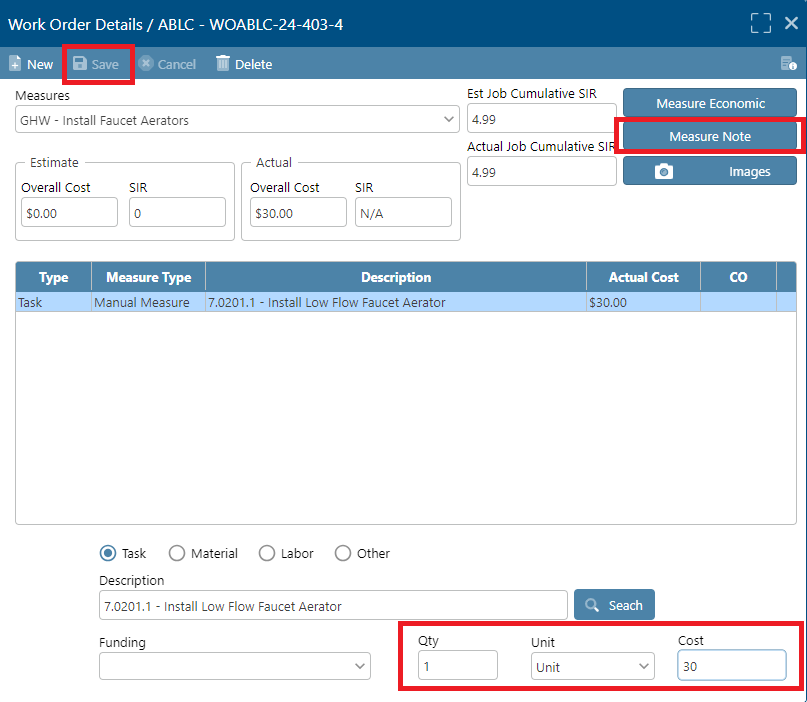 Work Order Details / ABLC - WOABLC-24-403-4
New Save Cancel Delete
Measures
GHW - Install Faucet Aerators
Est Job Cumulative SIR
4.99
Actual Job Cumulative SIR
4.99
Measure Economic
Measure Note
Images
Estimate
Overall Cost SIR
$0.00 0
Actual
Overall Cost SIR
$30.00 N/A
Type Measure Type Description Actual Cost CO
Task Manual Measure 7.0201.1 - Install Low Flow Faucet Aerator $30.00
Task Material Labor Other
Description
7.0201.1 - Install Low Flow Faucet Aerator Seach
Funding Qty Unit Cost
1 Unit 30